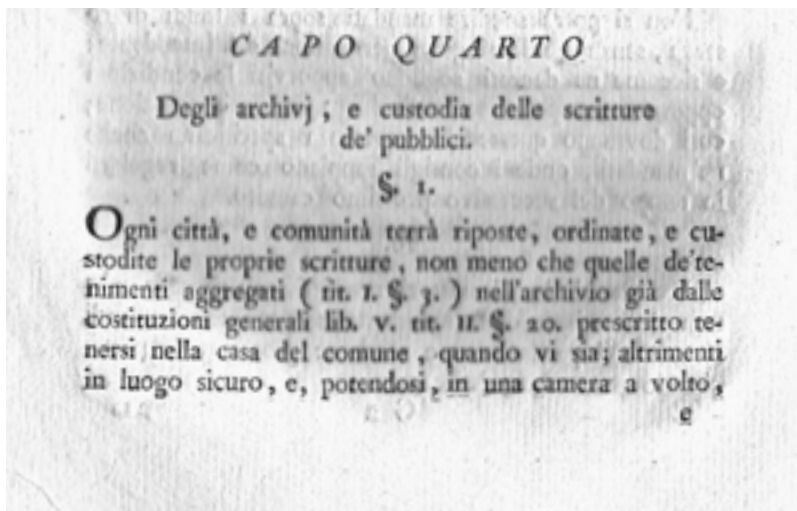 CAPO QUARTO
Degli archivj, e custodia delle scritture
de' pubblici.
§. 1.
Ogni città, e comunità terrà riposte, ordinate, e cu-
stodite le proprie scritture, non meno che quelle de'te-
nimenti aggregati ( tit. I. §. 3. ) nell'archivio già dalle
costituzioni generali lib. V. tit. II. §. 20. prescritto te-
nersi nella casa del comune, quando vi sia; altrimenti
in luogo sicuro, e, potendosi, in una camera a volto,
e